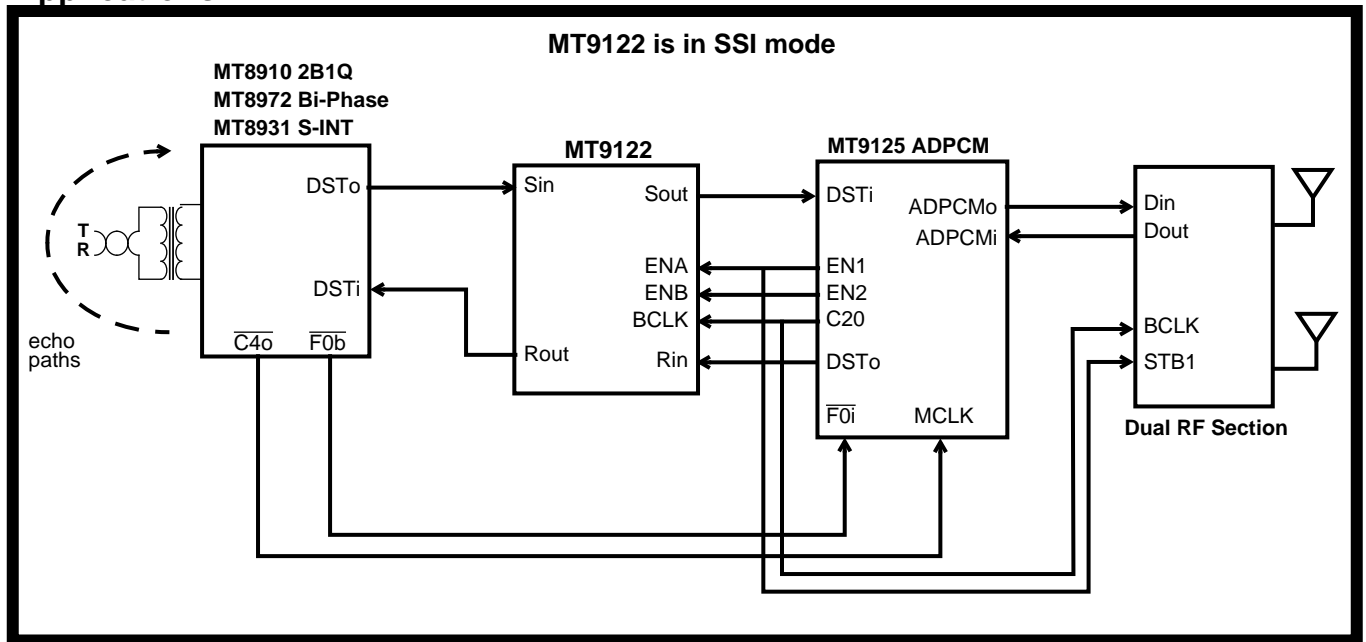 MT9122 is in SSI mode
MT8910 2B1Q
MT8972 Bi-Phase
MT8931 S-INT
DSTo
DSTi
C4o F0b
T
R
echo
paths
MT9122
Sin
Sout
ENA
ENB
BCLK
Rout
Rin
MT9125 ADPCM
DSTi
ADPCMo
ADPCMi
EN1
EN2
C20
DSTo
F0i MCLK
Din
Dout
BCLK
STB1
Dual RF Section